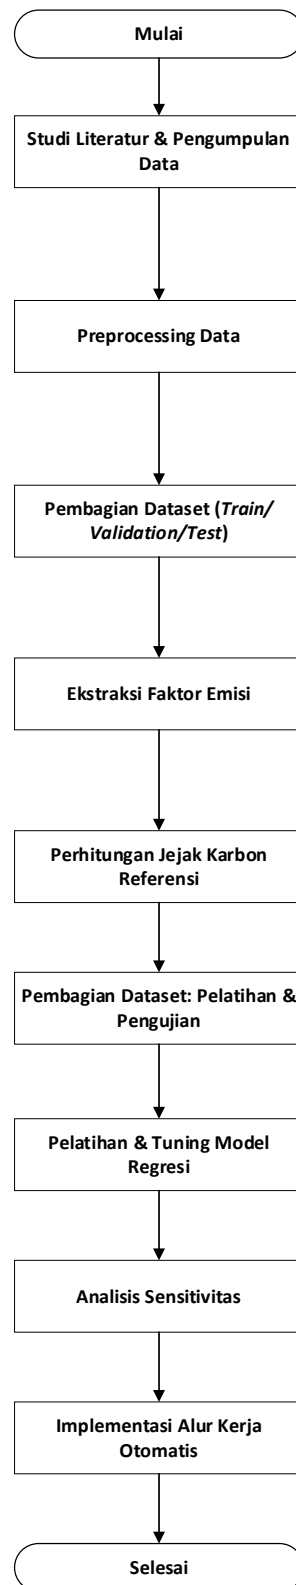 Mulai
Studi Literatur & Pengumpulan
Data
Preprocessing Data
Pembagian Dataset (Train/
Validation/Test)
Ekstraksi Faktor Emisi
Perhitungan Jejak Karbon
Referensi
Pembagian Dataset: Pelatihan &
Pengujian
Pelatihan & Tuning Model
Regresi
Analisis Sensitivitas
Implementasi Alur Kerja
Otomatis
Selesai